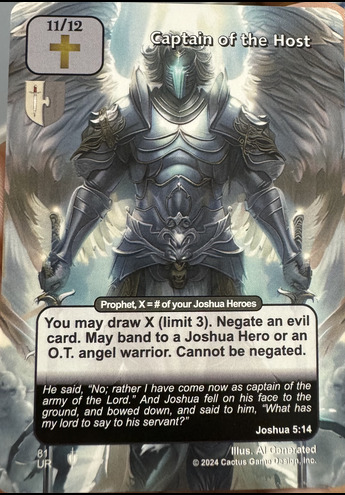 11/12
Captain of the Host
Prophet, X = # of your Joshua Heroes
You may draw X (limit 3). Negate an evil
card. May band to a Joshua Hero or an
O.T. angel warrior. Cannot be negated.
He said, "No; rather I have come now as captain of the
army of the Lord." And Joshua fell on his face to the
ground, and bowed down, and said to him, "What has
my lord to say to his servant?"
Joshua 5:14
81
UR
Illus. AI Generated
© 2024 Cactus Game Design, Inc.